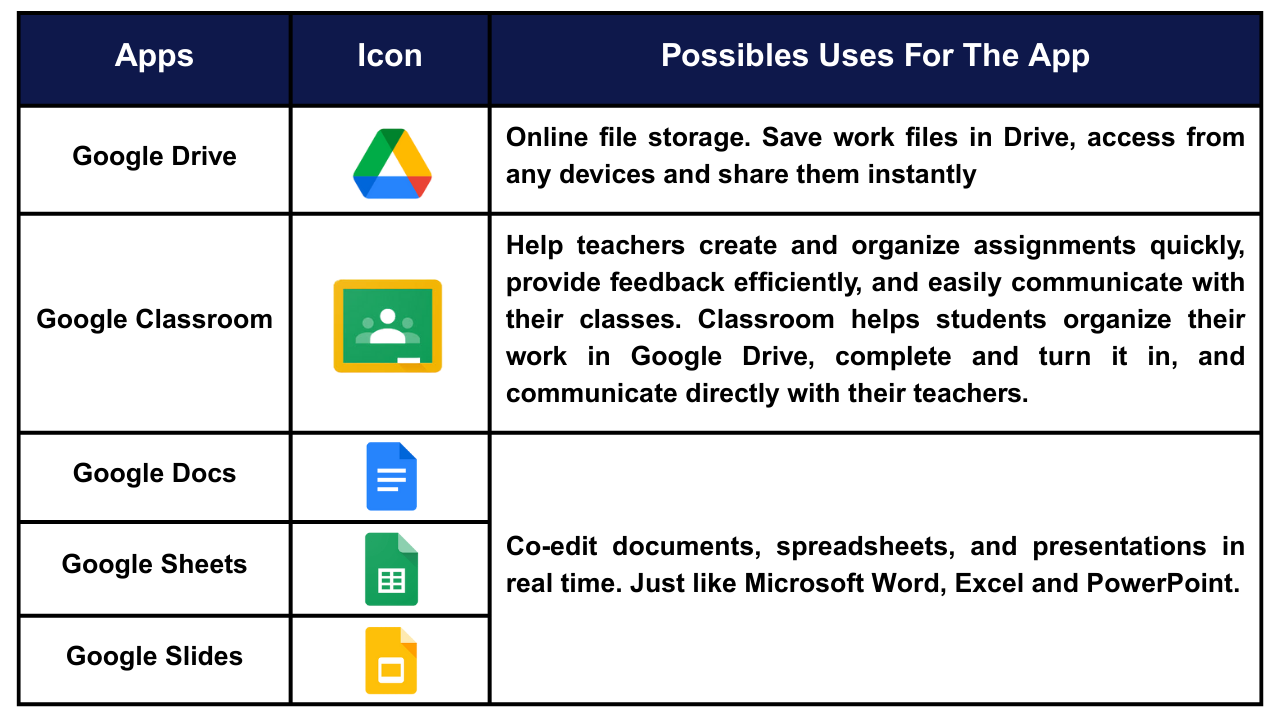 Apps
Icon
Possibles Uses For The App
Google Drive
Online file storage. Save work files in Drive, access from
any devices and share them instantly
Google Classroom
Help teachers create and organize assignments quickly,
provide feedback efficiently, and easily communicate with
their classes. Classroom helps students organize their
work in Google Drive, complete and turn it in, and
communicate directly with their teachers.
Google Docs
Google Sheets
Google Slides
Co-edit documents, spreadsheets, and presentations in
real time. Just like Microsoft Word, Excel and PowerPoint.